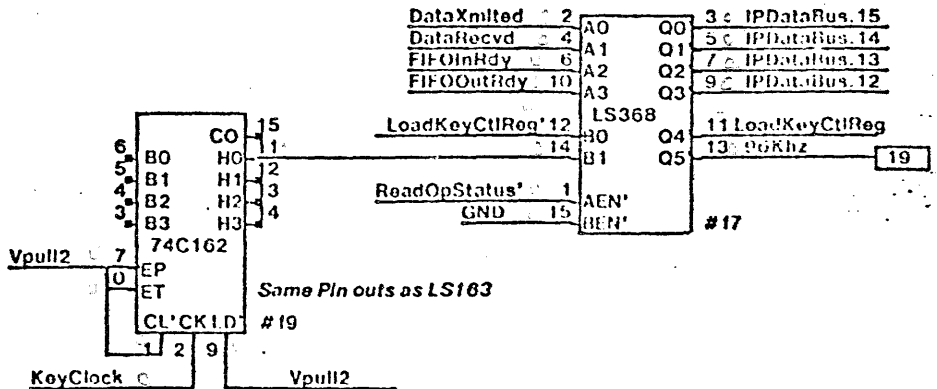 DataXmited 2 A0 Q0 3 IPDataBus.15
DataRecvd 4 A1 Q1 5 IPDataBus.14
FIFOInRdy 6 A2 Q2 7 IPDataBus.13
FIFOOutRdy 10 A3 Q3 9 IPDataBus.12
LS368
LoadKeyCtlReg' 12 B0 Q4 11 LoadKeyCtlReg
14 B1 Q5 13 96Khz 19
ReadOpStatus' 1 AEN'
GND 15 BEN'
#17
CO 15
6 B0 H0 11
5 B1 H1 12
4 B2 H2 3
3 B3 H3 4
74C162
Vpull2 7 EP
0 ET
Same Pin outs as LS163
CL' CK LD' #19
1 2 9
KeyClock Vpull2